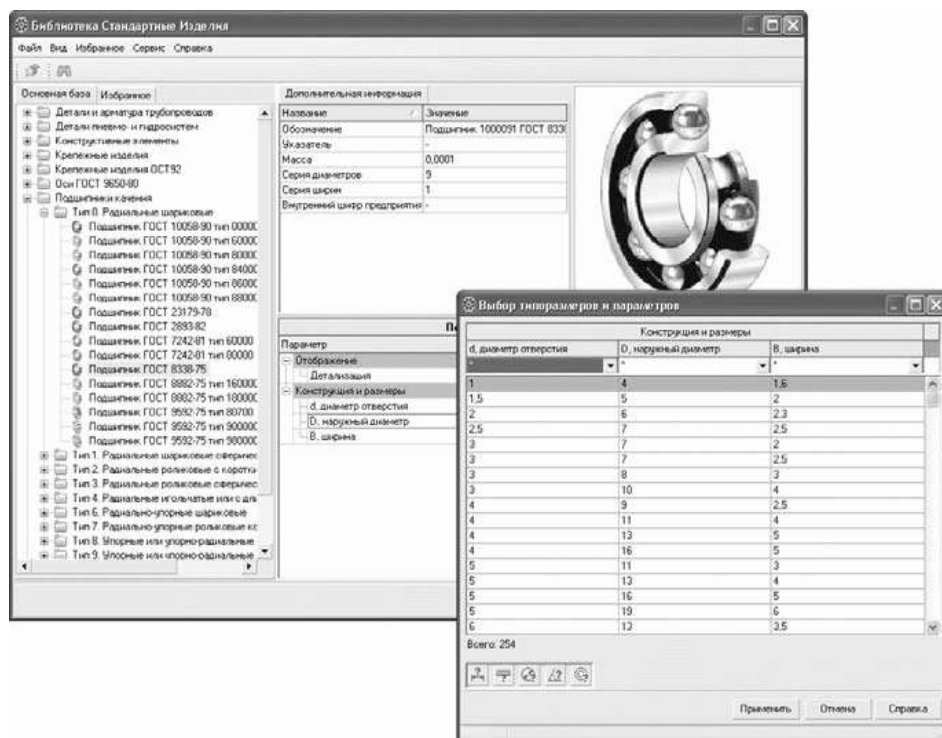 Библиотека Стандартные Изделия
Файл Вид Избранное Сервис Справка
Основная база Избранное
Детали и арматура трубопроводов
Детали пневмо- и гидросистем
Конструктивные элементы
Крепежные изделия
Крепежные изделия ОСТ92
Оси ГОСТ 9650-80
Подшипники качения
Тип 0. Радиальные шариковые
Подшипник ГОСТ 10058-90 тип 0000С
Подшипник ГОСТ 10058-90 тип 6000С
Подшипник ГОСТ 10058-90 тип 8000С
Подшипник ГОСТ 10058-90 тип 8400С
Подшипник ГОСТ 10058-90 тип 8600С
Подшипник ГОСТ 10058-90 тип 8800С
Подшипник ГОСТ 23179-78
Подшипник ГОСТ 2893-82
Подшипник ГОСТ 7242-81 тип 60000
Подшипник ГОСТ 7242-81 тип 80000
Подшипник ГОСТ 8338-75
Подшипник ГОСТ 8882-75 тип 16000С
Подшипник ГОСТ 8882-75 тип 18000С
Подшипник ГОСТ 9592-75 тип 80700
Подшипник ГОСТ 9592-75 тип 90000С
Подшипник ГОСТ 9592-75 тип 98000С
Тип 1. Радиальные шариковые сферичес
Тип 2. Радиальные роликовые с коротки
Тип 3. Радиальные роликовые сферичес
Тип 4. Радиальные игольчатые или с дли
Тип 6. Радиально-упорные шариковые
Тип 7. Радиально-упорные роликовые кс
Тип 8. Упорные или упорно-радиальные
Тип 9. Упорные или упорно-радиальные
Дополнительная информация
Название Значение
Обозначение Подшипник 1000091 ГОСТ 833
Указатель -
Масса 0,0001
Серия диаметров 9
Серия ширин 1
Внутренний шифр предприятия -
Параметр
Отображение
Детализация
Конструкция и размеры
d, диаметр отверстия
D, наружный диаметр
B, ширина
Выбор типоразмеров и параметров
Конструкция и размеры
d, диаметр отверстия D, наружный диаметр B, ширина
* * *
1 4 1,6
1,5 5 2
2 6 2,3
2,5 7 2,5
3 7 2
3 7 2,5
3 8 3
3 10 4
4 9 2,5
4 11 4
4 13 5
4 16 5
5 11 3
5 13 4
5 16 5
5 19 6
6 13 3,5
Всего: 254
Применить Отмена Справка